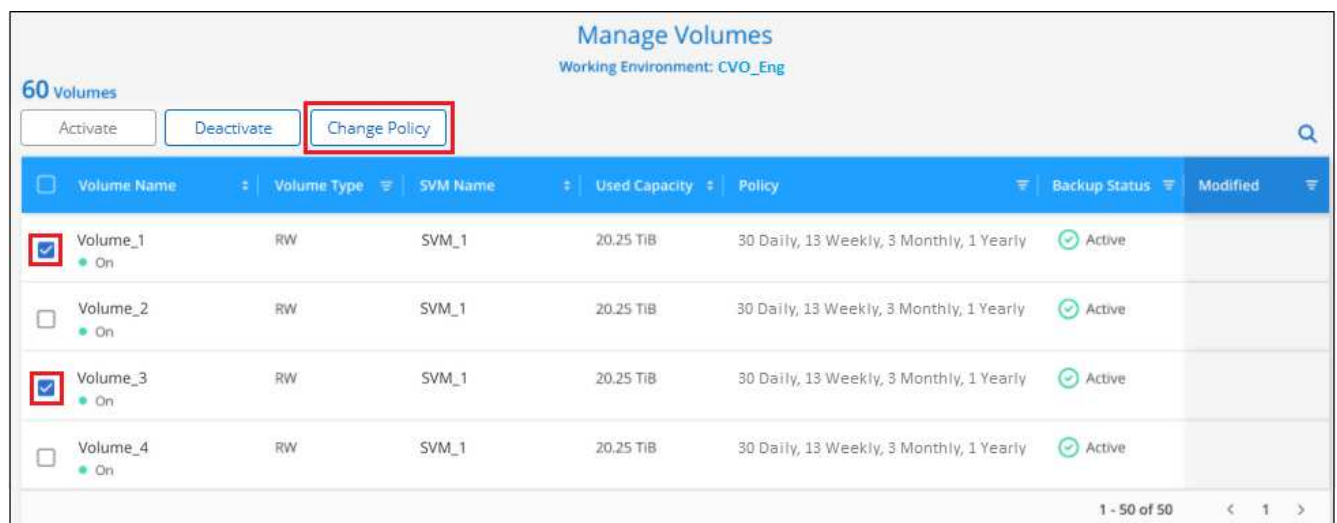 Manage Volumes
Working Environment: CVO_Eng
60 Volumes
Activate Deactivate Change Policy
Volume Name Volume Type SVM Name Used Capacity Policy Backup Status Modified
Volume_1 RW SVM_1 20.25 TiB 30 Daily, 13 Weekly, 3 Monthly, 1 Yearly Active
On
Volume_2 RW SVM_1 20.25 TiB 30 Daily, 13 Weekly, 3 Monthly, 1 Yearly Active
On
Volume_3 RW SVM_1 20.25 TiB 30 Daily, 13 Weekly, 3 Monthly, 1 Yearly Active
On
Volume_4 RW SVM_1 20.25 TiB 30 Daily, 13 Weekly, 3 Monthly, 1 Yearly Active
On
1 - 50 of 50 < 1 >